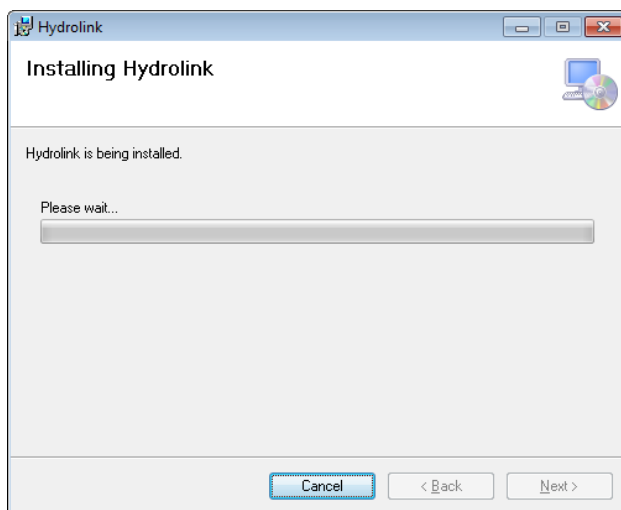 Hydrolink
Installing Hydrolink
Hydrolink is being installed.
Please wait...
Cancel
< Back
Next >